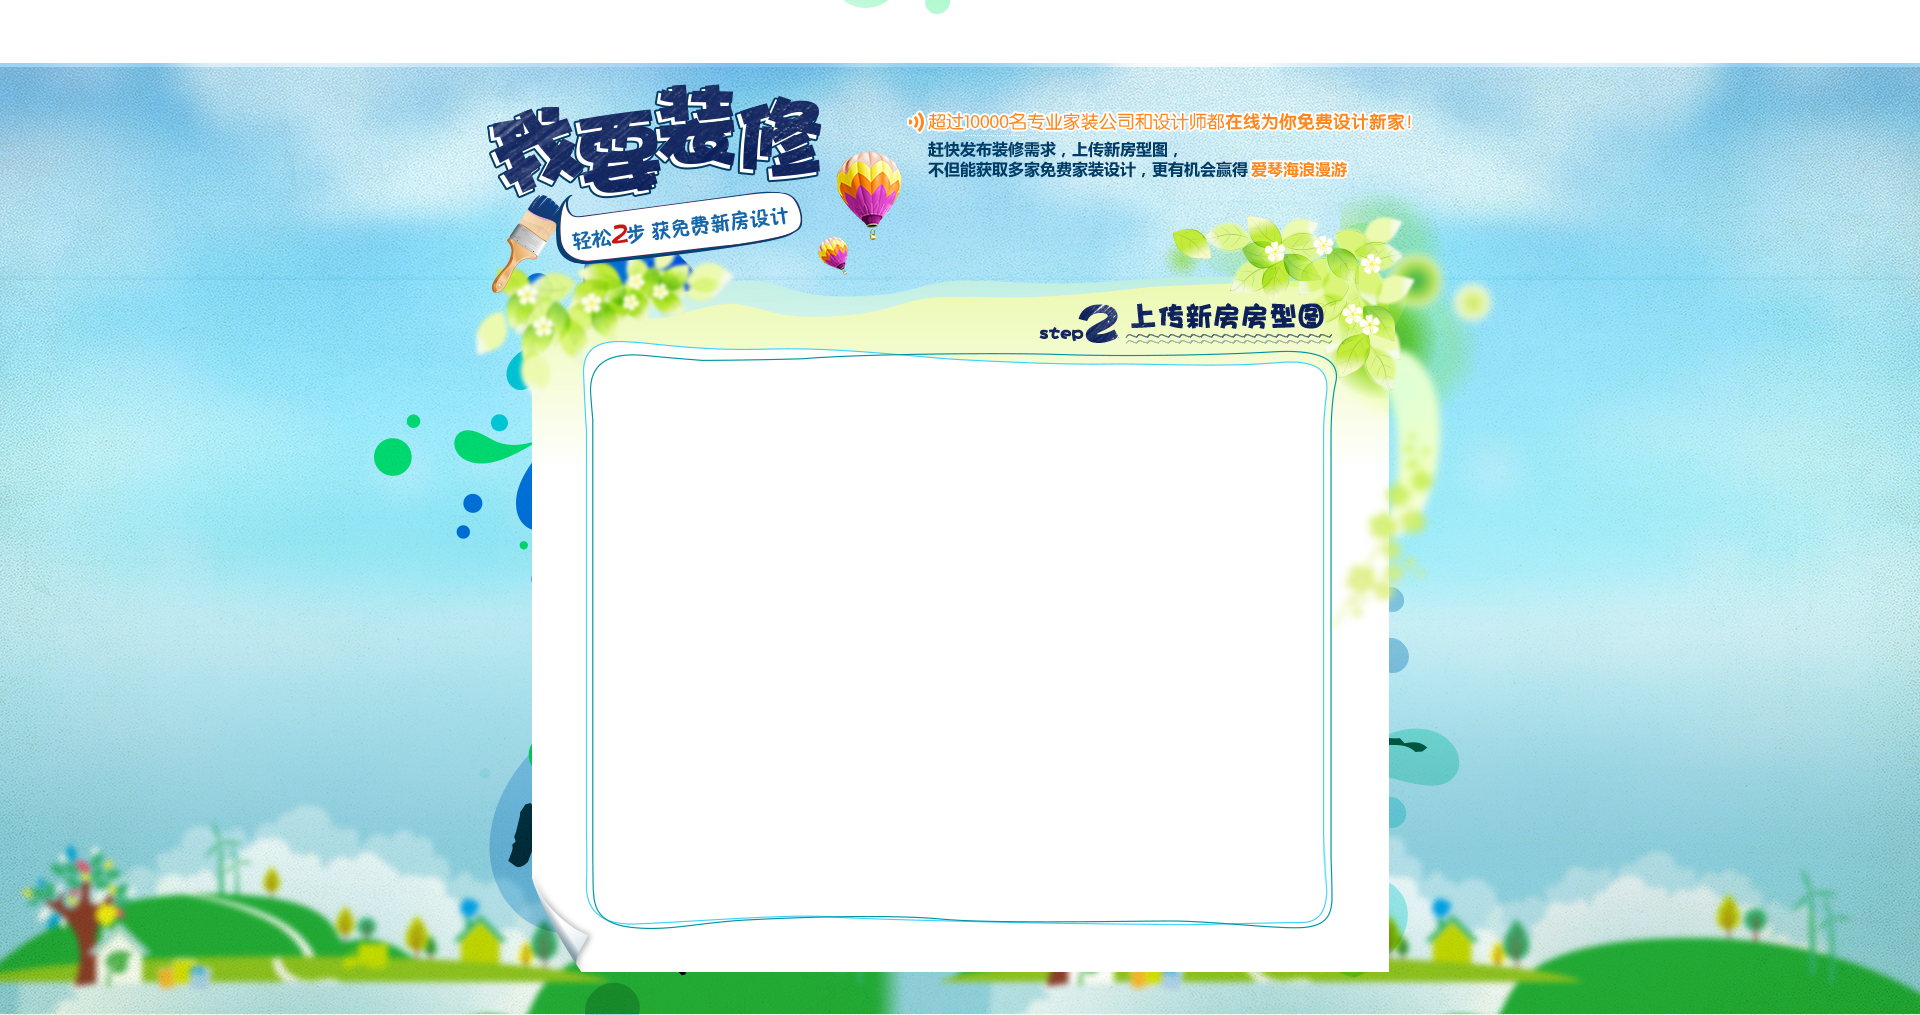 我要装修
轻松2步 获免费新房设计
超过10000名专业家装公司和设计师都在线为你免费设计新家！
赶快发布装修需求，上传新房型图，
不但能获取多家免费家装设计，更有机会赢得 爱琴海浪漫游
step2 上传新房房型图